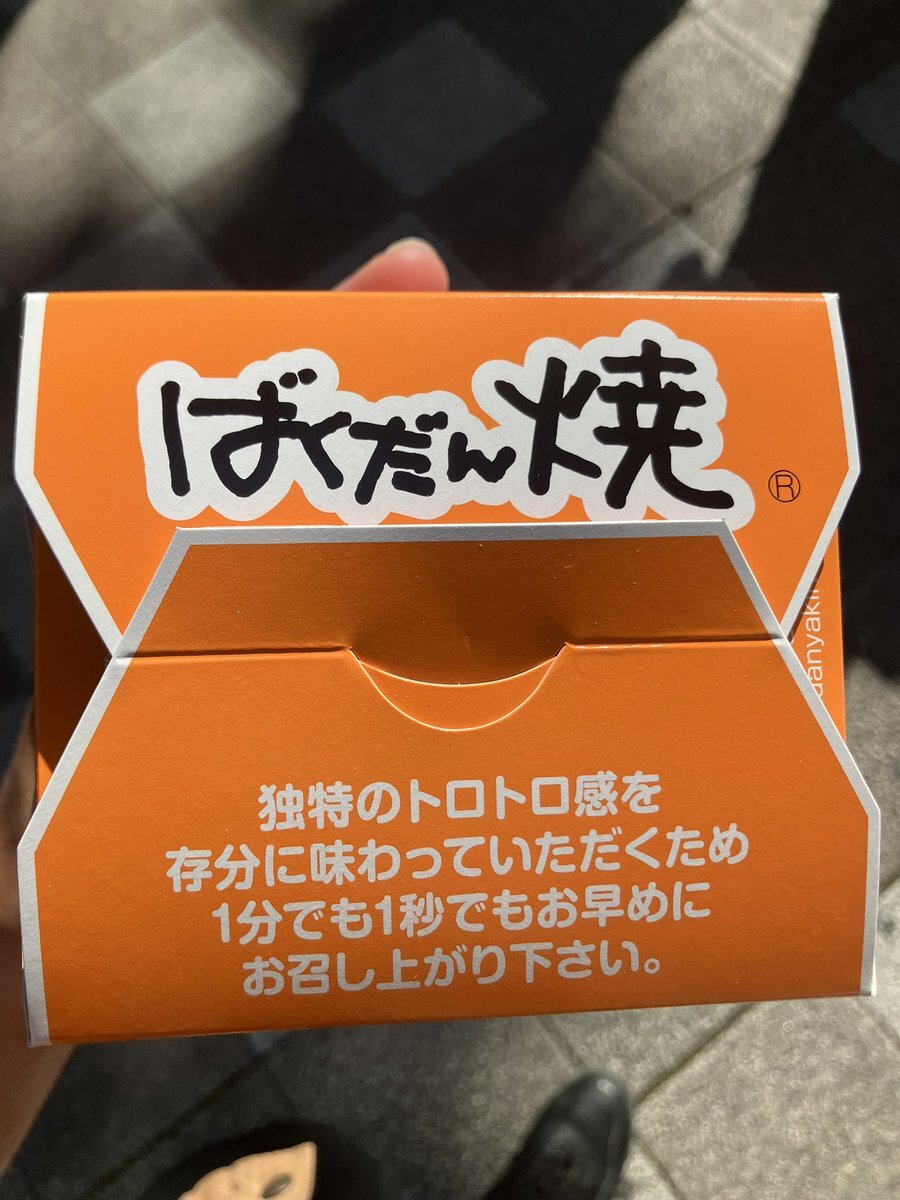 ばくだん焼
®
独特のトロトロ感を
存分に味わっていただくため
1分でも1秒でもお早めに
お召し上がり下さい。